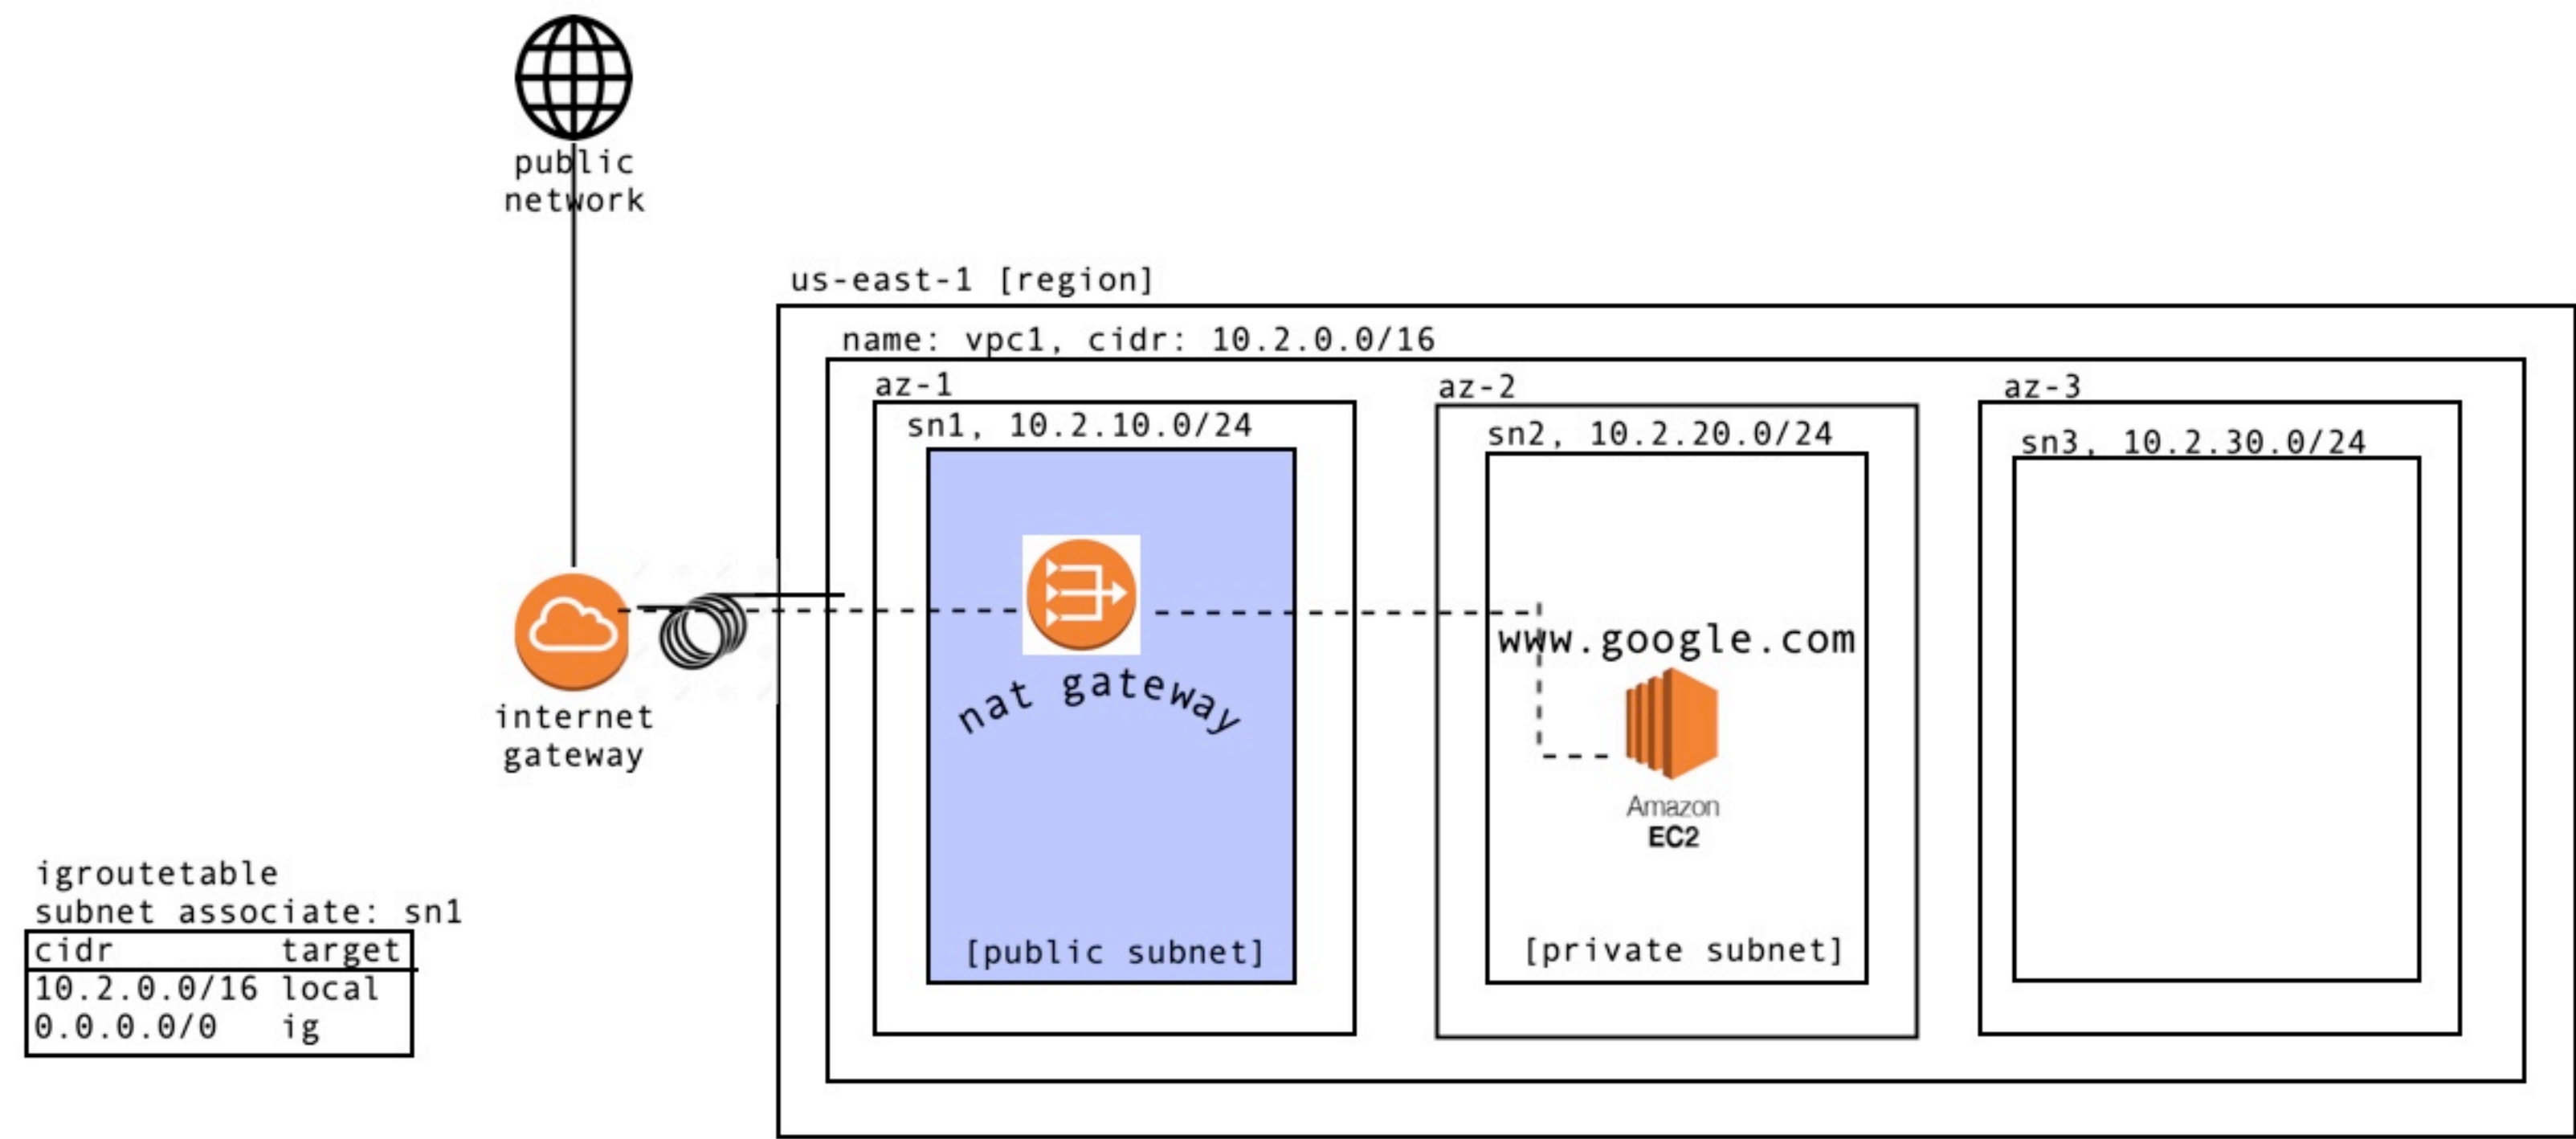 public
network
us-east-1 [region]
name: vpc1, cidr: 10.2.0.0/16
az-1
sn1, 10.2.10.0/24
nat gateway
[public subnet]
az-2
sn2, 10.2.20.0/24
www.google.com
Amazon
EC2
[private subnet]
az-3
sn3, 10.2.30.0/24
internet
gateway
igroutetable
subnet associate: sn1
cidr target
10.2.0.0/16 local
0.0.0.0/0 ig